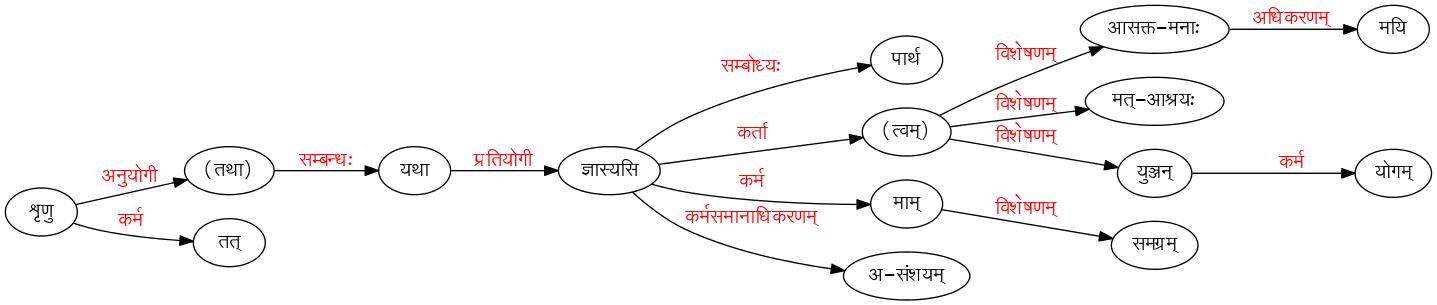 शृणु
अनुयोगी
कर्म
(तथा)
तत्
सम्बन्धः
यथा
प्रतियोगी
ज्ञास्यसि
सम्बोध्यः
कर्ता
कर्म
कर्मसमानाधिकरणम्
पार्थ
(त्वम्)
माम्
अ-संशयम्
विशेषणम्
विशेषणम्
विशेषणम्
विशेषणम्
आसक्त-मनाः
मत्-आश्रयः
युञ्जन्
समग्रम्
अधिकरणम्
कर्म
मयि
योगम्